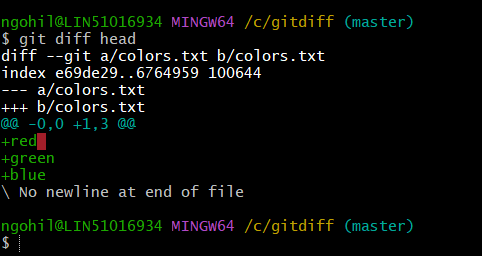 ngohil@LIN51016934 MINGW64 /c/gitdiff (master)
$ git diff head
diff --git a/colors.txt b/colors.txt
index e69de29..6764959 100644
--- a/colors.txt
+++ b/colors.txt
@@ -0,0 +1,3 @@
+red
+green
+blue
\ No newline at end of file
ngohil@LIN51016934 MINGW64 /c/gitdiff (master)
$